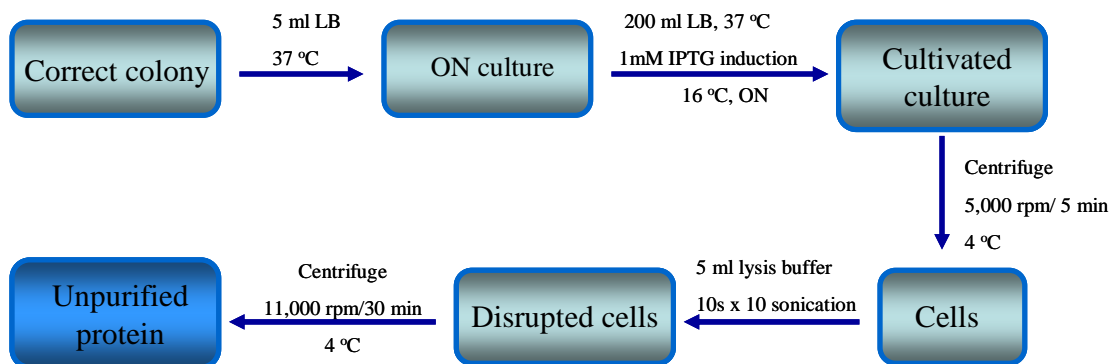 Correct colony
5 ml LB
37 ºC
ON culture
200 ml LB, 37 ºC
1mM IPTG induction
16 ºC, ON
Cultivated
culture
Centrifuge
5,000 rpm/ 5 min
4 ºC
Cells
5 ml lysis buffer
10s x 10 sonication
Disrupted cells
Centrifuge
11,000 rpm/30 min
4 ºC
Unpurified
protein